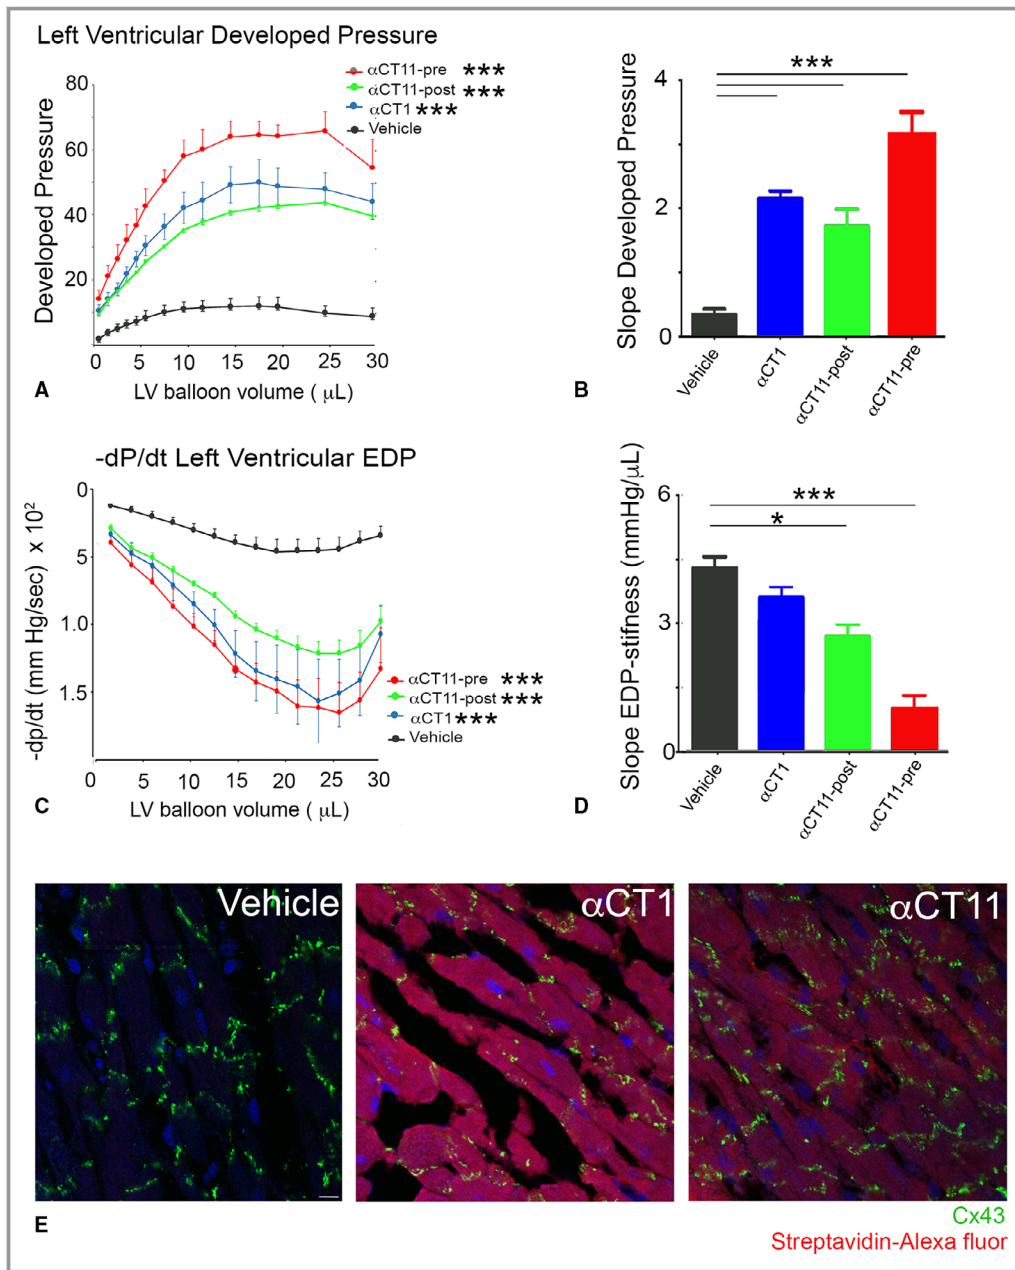 Left Ventricular Developed Pressure
80
60
40
20
Developed Pressure
αCT11-pre ***
αCT11-post ***
αCT1 ***
Vehicle
0 5 10 15 20 25 30
LV balloon volume ( μL)
A
Slope Developed Pressure
4
2
0
***
Vehicle
αCT1
αCT11-post
αCT11-pre
B
-dP/dt Left Ventricular EDP
-dp/dt (mm Hg/sec) x 10²
0
5
1.0
1.5
αCT11-pre ***
αCT11-post ***
αCT1 ***
Vehicle
0 5 10 15 20 25 30
LV balloon volume ( μL)
C
Slope EDP-stifness (mmHg/μL)
6
3
0
***
*
Vehicle
αCT1
αCT11-post
αCT11-pre
D
Vehicle
αCT1
αCT11
E
Cx43
Streptavidin-Alexa fluor